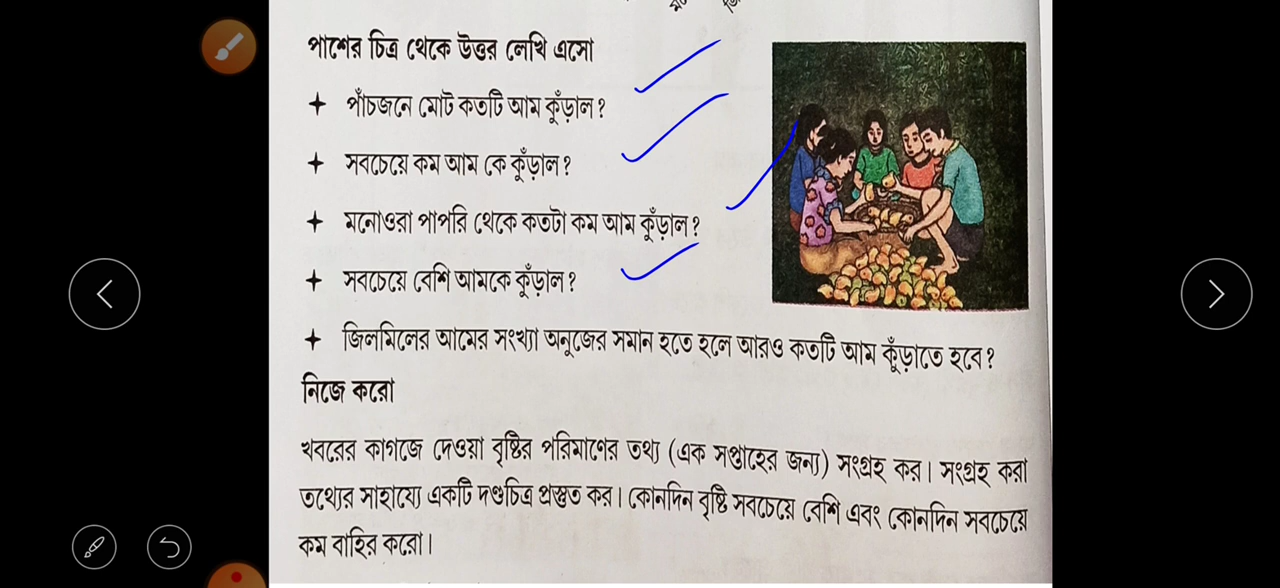 পাশের চিত্র থেকে উত্তর লেখি এসো
পাঁচজনে মোট কতটি আম কুঁড়াল?
সবচেয়ে কম আম কে কুঁড়াল?
মনোওরা পাপরি থেকে কতটা কম আম কুঁড়াল?
সবচেয়ে বেশি আমকে কুঁড়াল?
জিলমিলের আমের সংখ্যা অনুজের সমান হতে হলে আরও কতটি আম কুঁড়াতে হবে?
নিজে করো
খবরের কাগজে দেওয়া বৃষ্টির পরিমাণের তথ্য (এক সপ্তাহের জন্য) সংগ্রহ কর। সংগ্রহ করা
তথ্যের সাহায্যে একটি দণ্ডচিত্র প্রস্তুত কর। কোনদিন বৃষ্টি সবচেয়ে বেশি এবং কোনদিন সবচেয়ে
কম বাহির করো।